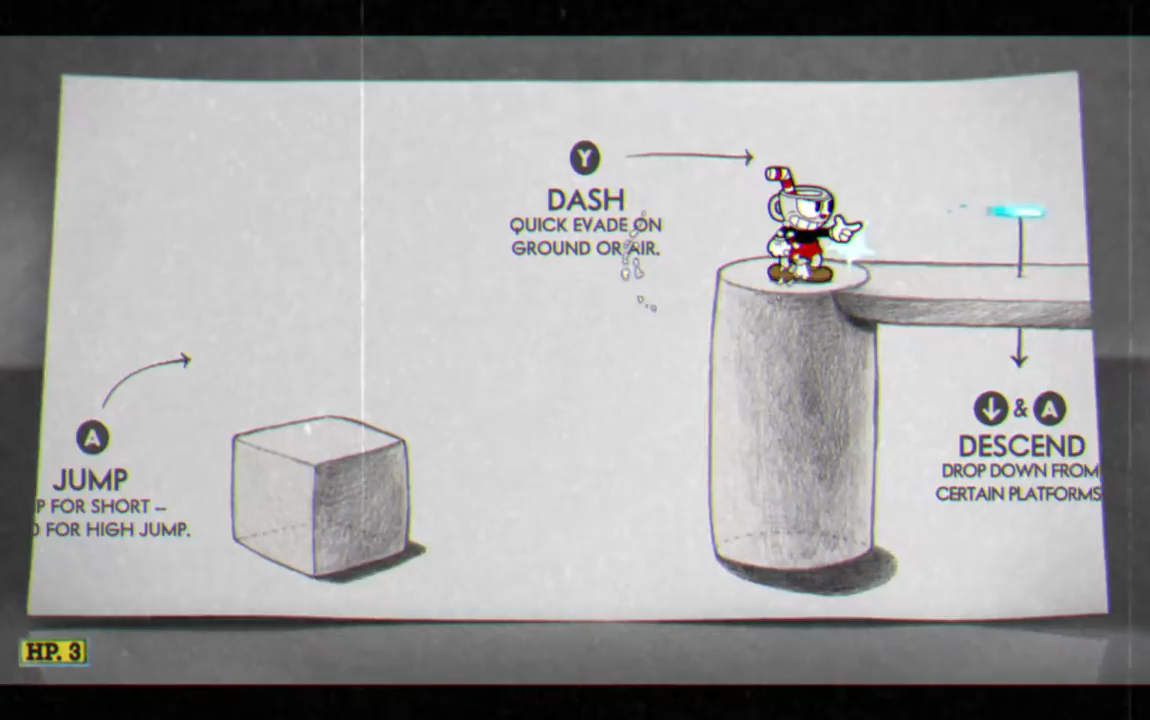 Y
DASH
QUICK EVADE ON
GROUND OR AIR.
A
JUMP
P FOR SHORT –
D FOR HIGH JUMP.
& A
DESCEND
DROP DOWN FROM
CERTAIN PLATFORMS
HP. 3